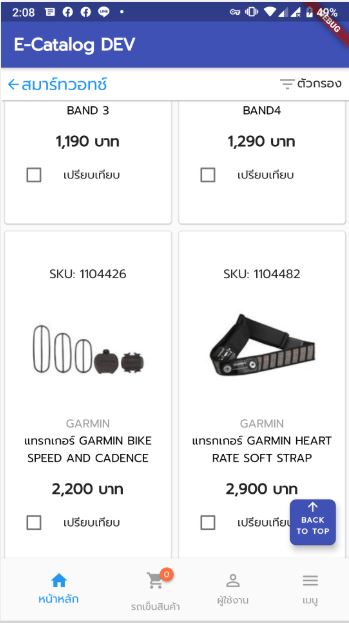 2:08
49%
DEBUG
E-Catalog DEV
สมาร์ทวอทช์
ตัวกรอง
BAND 3
BAND4
1,190 บาท
1,290 บาท
เปรียบเทียบ
เปรียบเทียบ
SKU: 1104426
SKU: 1104482
GARMIN
GARMIN
แทรกเกอร์ GARMIN BIKE
SPEED AND CADENCE
แทรกเกอร์ GARMIN HEART
RATE SOFT STRAP
2,200 บาท
2,900 บาท
เปรียบเทียบ
เปรียบเทีย
BACK
TO TOP
0
หน้าหลัก
รถเข็นสินค้า
ผู้ใช้งาน
เมนู